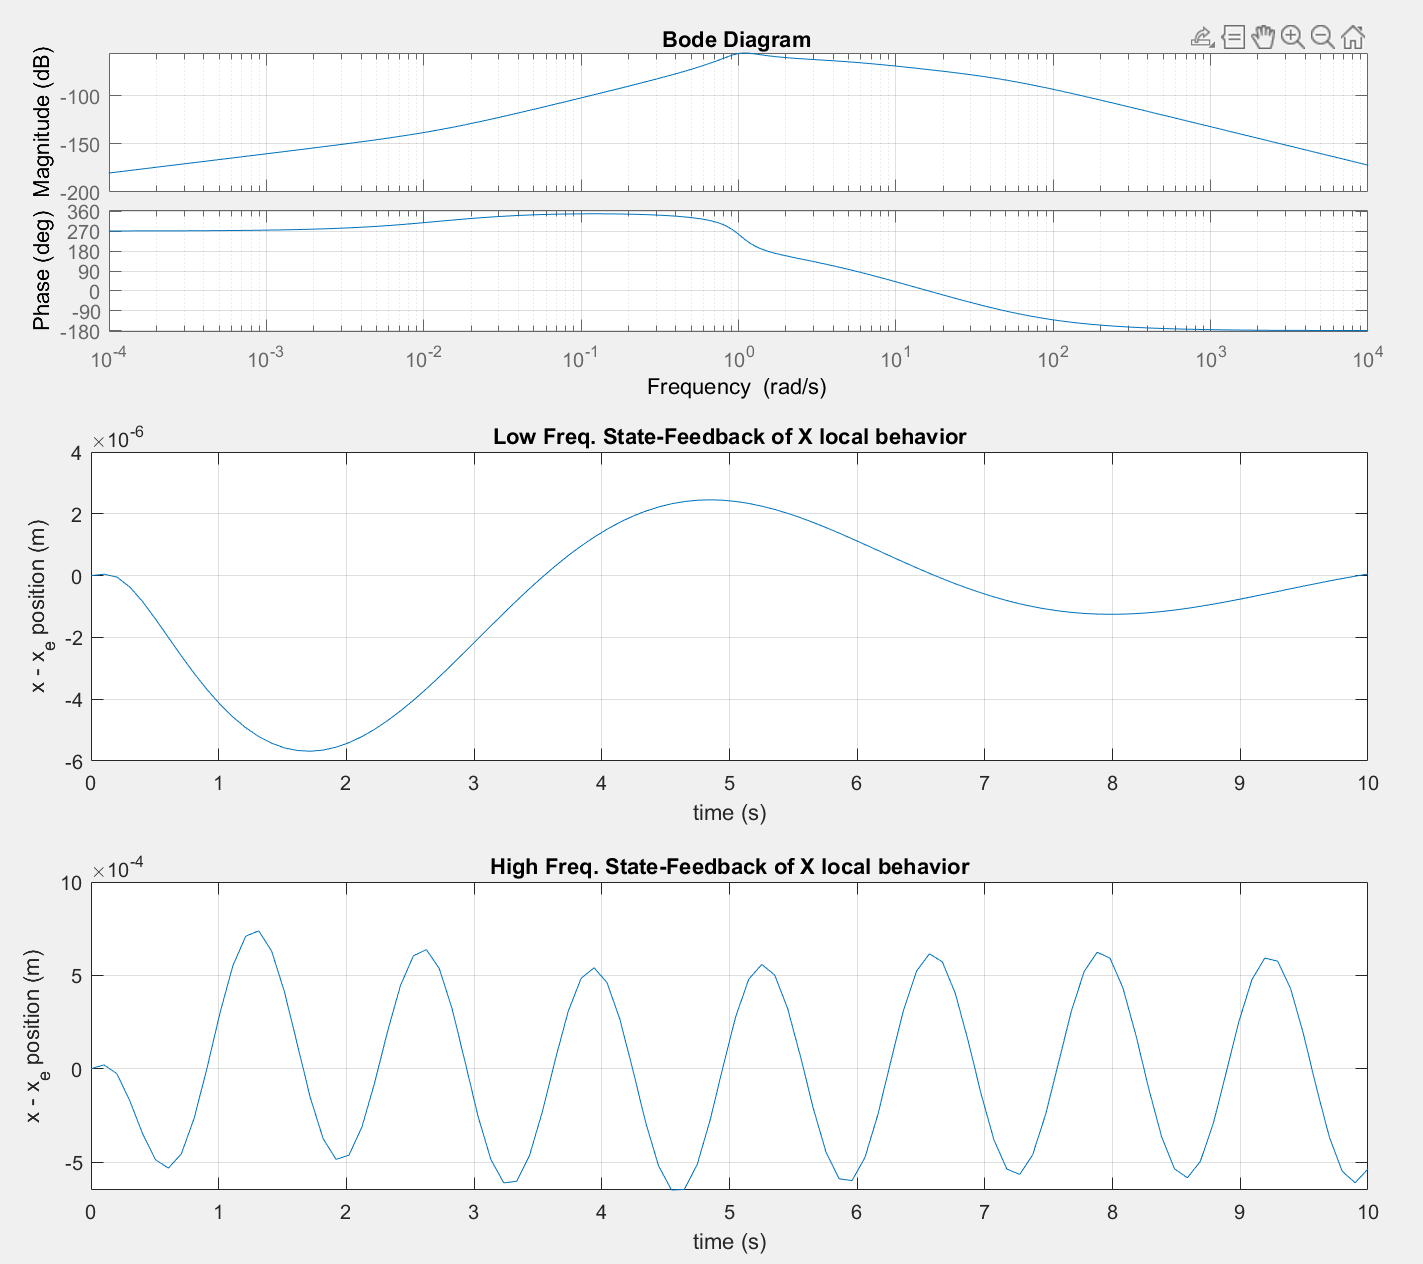 Bode Diagram
Magnitude (dB)
-100
-150
-200
Phase (deg)
360
270
180
90
0
-90
-180
10^-4 10^-3 10^-2 10^-1 10^0 10^1 10^2 10^3 10^4
Frequency (rad/s)
Low Freq. State-Feedback of X local behavior
×10^-6
x - x_e position (m)
4
2
0
-2
-4
-6
0 1 2 3 4 5 6 7 8 9 10
time (s)
High Freq. State-Feedback of X local behavior
×10^-4
x - x_e position (m)
10
5
0
-5
0 1 2 3 4 5 6 7 8 9 10
time (s)